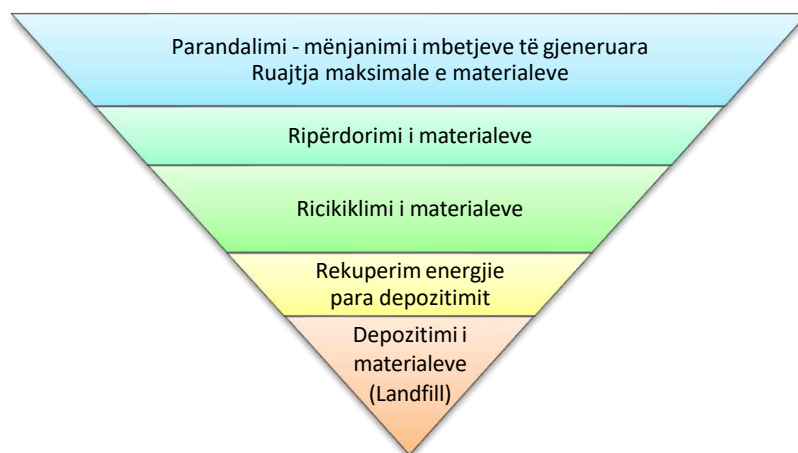 Parandalimi - mënjanimi i mbetjeve të gjeneruara
Ruajtja maksimale e materialeve
Ripërdorimi i materialeve
Ricikiklimi i materialeve
Rekuperim energjie
para depozitimit
Depozitimi i
materialeve
(Landfill)